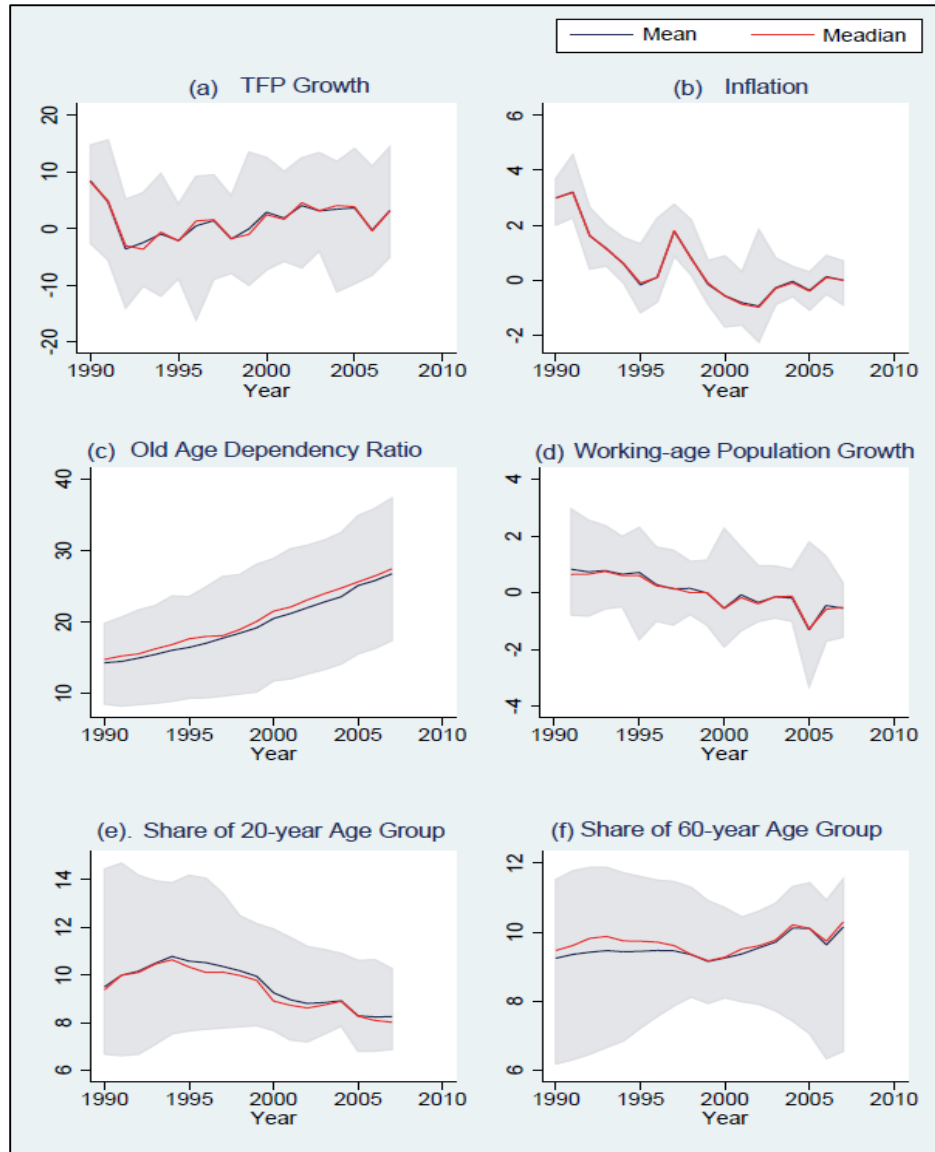 Mean Meadian
(a) TFP Growth
20
10
0
-10
-20
1990 1995 2000 2005 2010
Year
(b) Inflation
6
4
2
0
-2
1990 1995 2000 2005 2010
Year
(c) Old Age Dependency Ratio
40
30
20
10
1990 1995 2000 2005 2010
Year
(d) Working-age Population Growth
4
2
0
-2
-4
1990 1995 2000 2005 2010
Year
(e). Share of 20-year Age Group
14
12
10
8
6
1990 1995 2000 2005 2010
Year
(f) Share of 60-year Age Group
12
10
8
6
1990 1995 2000 2005 2010
Year